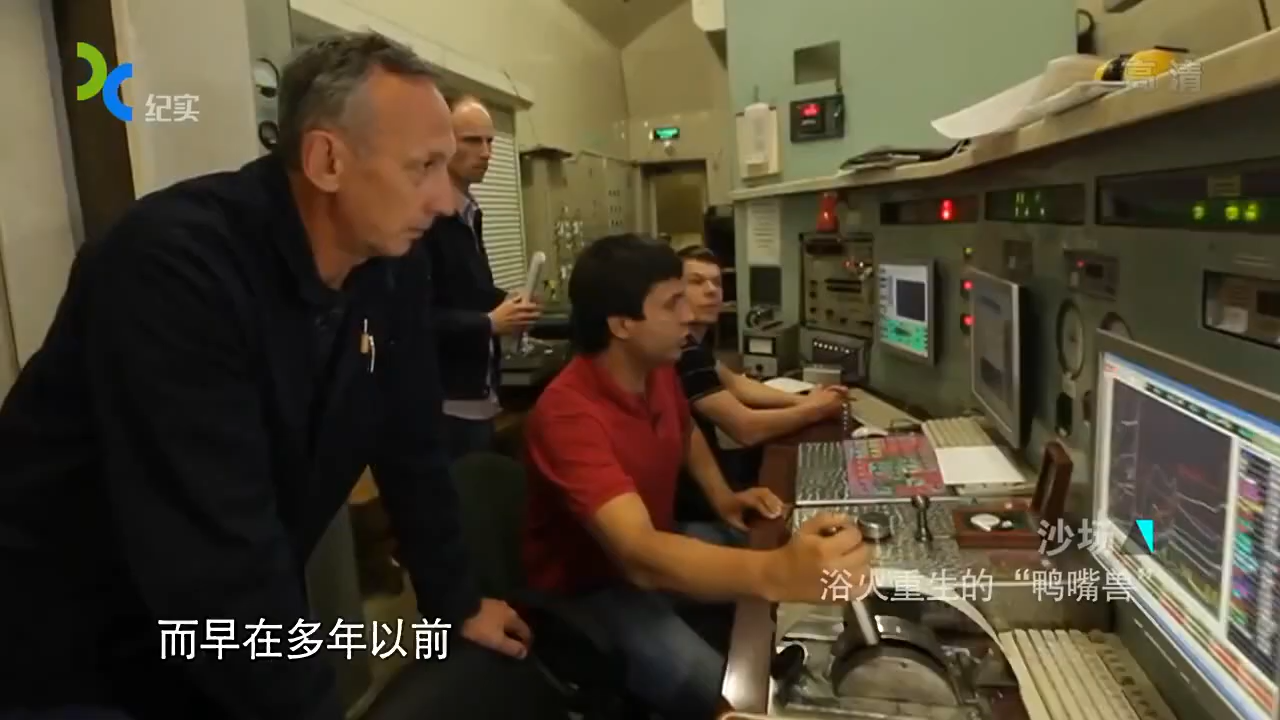 纪实
高清
沙场
浴火重生的“鸭嘴兽”
而早在多年以前